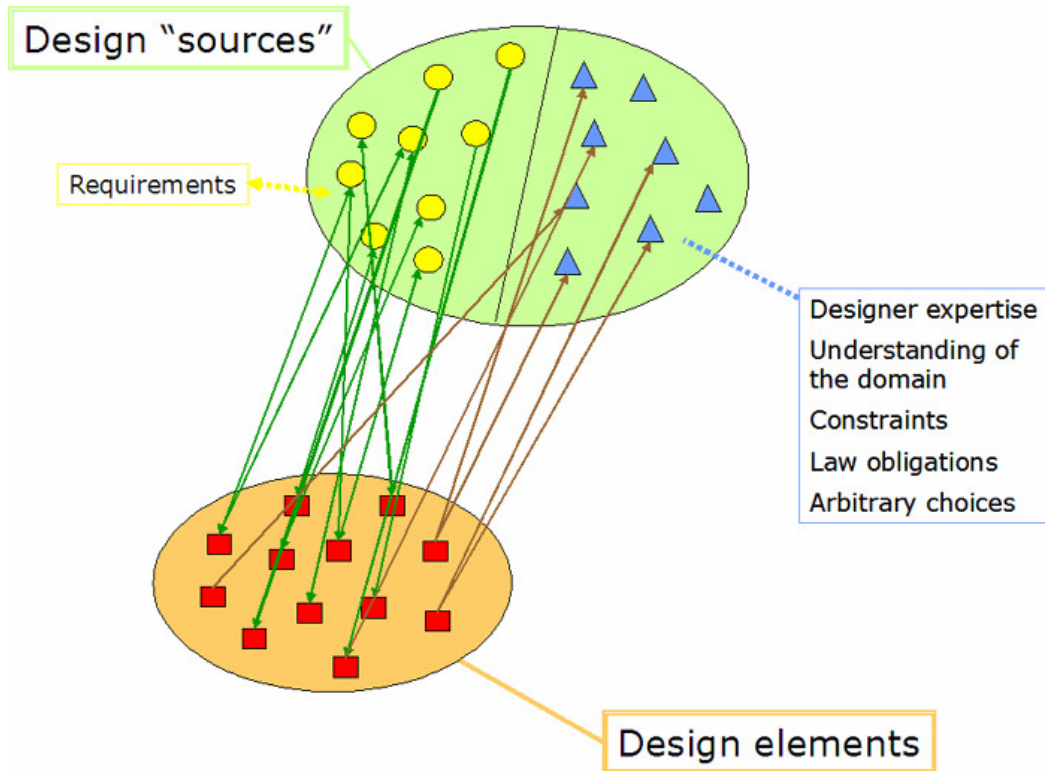 Design “sources”
Requirements
Designer expertise
Understanding of
the domain
Constraints
Law obligations
Arbitrary choices
Design elements